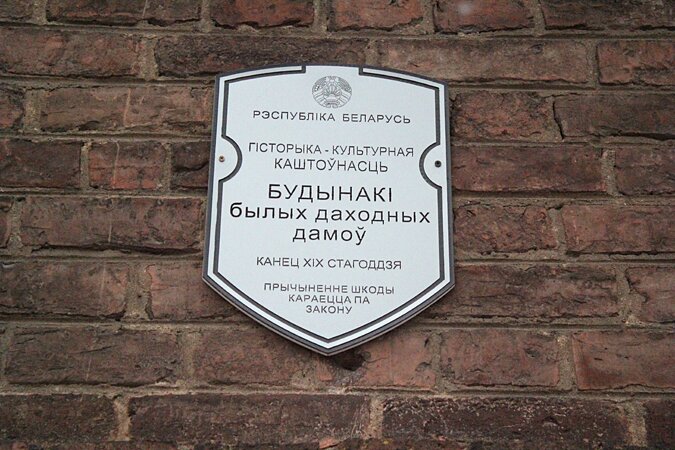 РЭСПУБЛІКА БЕЛАРУСЬ
ГІСТОРЫКА - КУЛЬТУРНАЯ
КАШТОЎНАСЦЬ
БУДЫНАКІ
былых даходных
дамоў
КАНЕЦ XIX СТАГОДДЗЯ
ПРЫЧЫНЕННЕ ШКОДЫ
КАРАЕЦЦА ПА
ЗАКОНУ